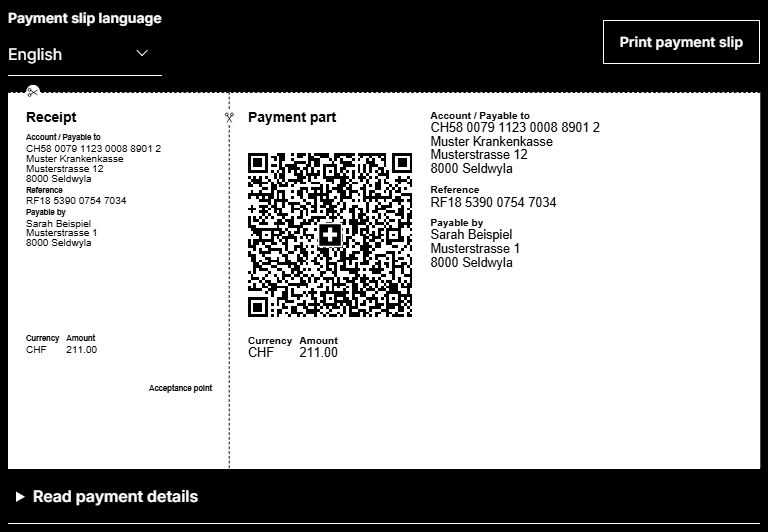 Payment slip language
English
Print payment slip
Receipt
Account / Payable to
CH58 0079 1123 0008 8901 2
Muster Krankenkasse
Musterstrasse 12
8000 Seldwyla
Reference
RF18 5390 0754 7034
Payable by
Sarah Beispiel
Musterstrasse 1
8000 Seldwyla
Currency Amount
CHF 211.00
Acceptance point
Payment part
Currency Amount
CHF 211.00
Account / Payable to
CH58 0079 1123 0008 8901 2
Muster Krankenkasse
Musterstrasse 12
8000 Seldwyla
Reference
RF18 5390 0754 7034
Payable by
Sarah Beispiel
Musterstrasse 1
8000 Seldwyla
Read payment details